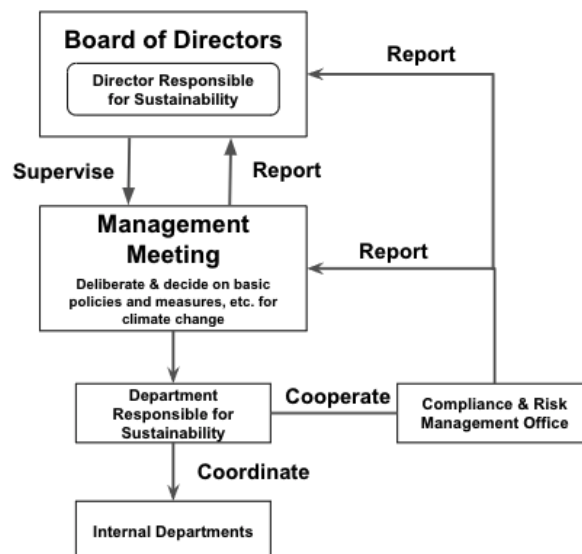 Board of Directors
Director Responsible
for Sustainability
Report
Supervise
Report
Management
Meeting
Deliberate & decide on basic
policies and measures, etc. for
climate change
Report
Department
Responsible for
Sustainability
Cooperate
Compliance & Risk
Management Office
Coordinate
Internal Departments